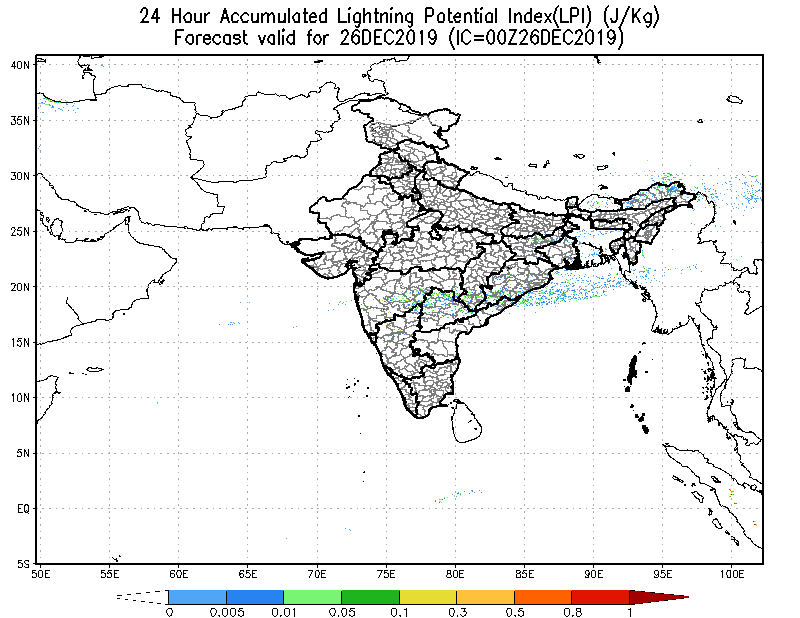 24 Hour Accumulated Lightning Potential Index(LPI) (J/Kg)
Forecast valid for 26DEC2019 (IC=00Z26DEC2019)
40N
35N
30N
25N
20N
15N
10N
5N
EQ
5S
50E 55E 60E 65E 70E 75E 80E 85E 90E 95E 100E
0 0.005 0.01 0.05 0.1 0.3 0.5 0.8 1